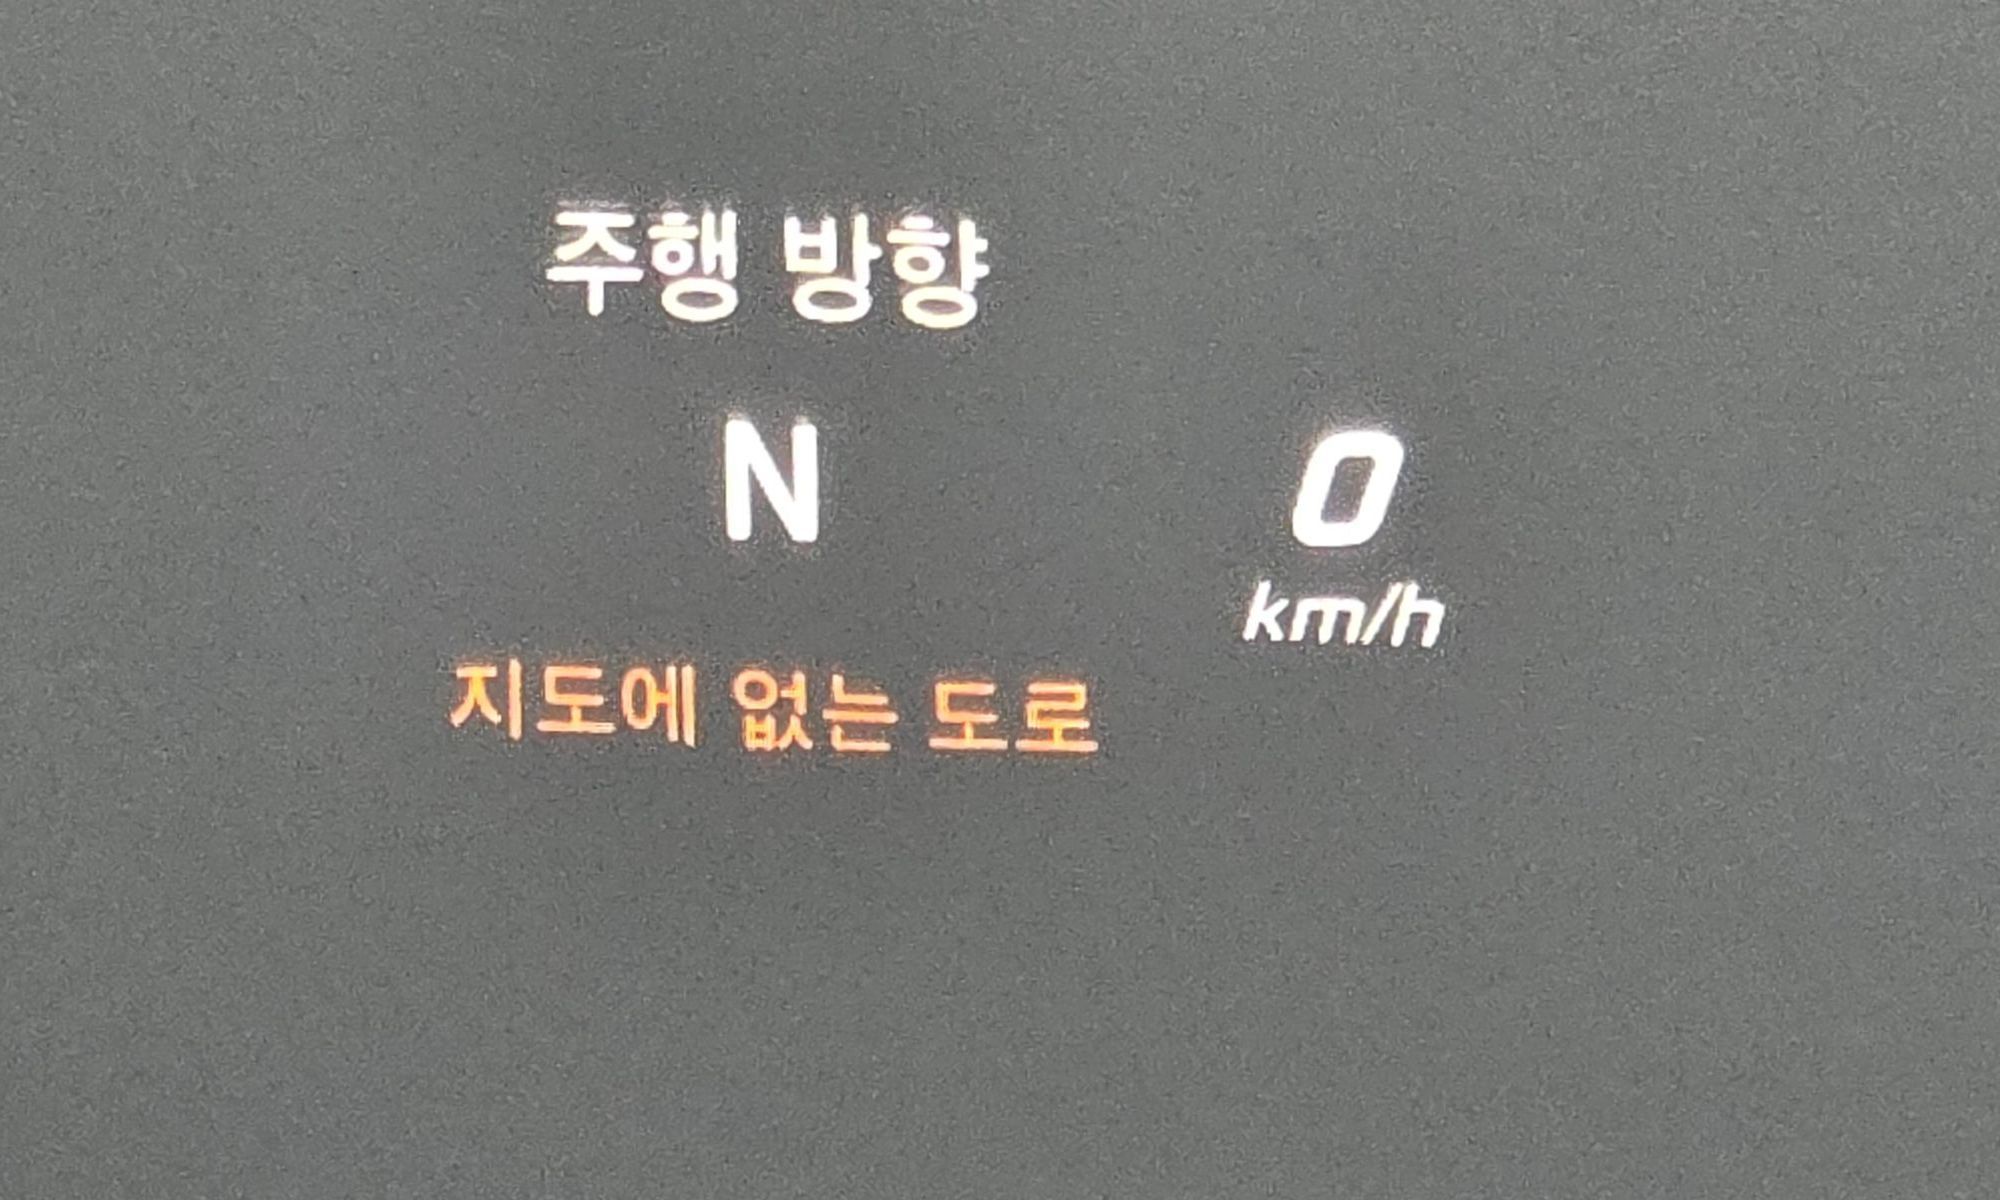 주행 방향
N
0
km/h
지도에 없는 도로